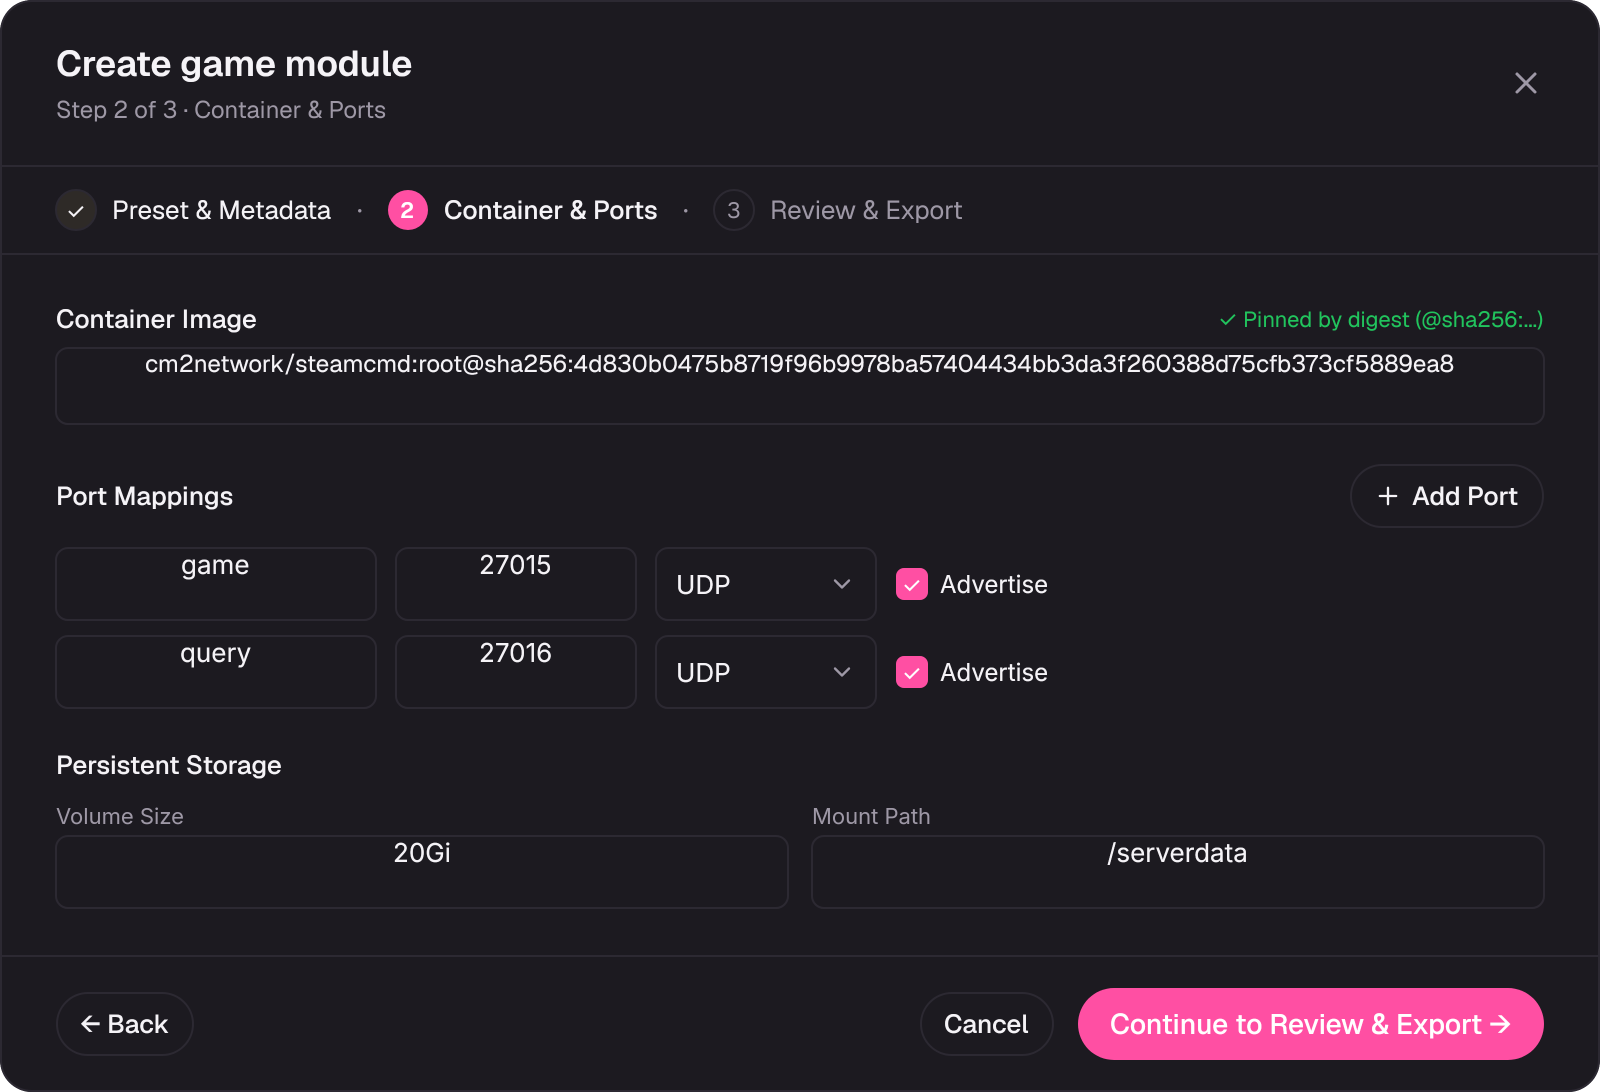 Create game module
Step 2 of 3 · Container & Ports
Preset & Metadata · 2 Container & Ports · 3 Review & Export
Container Image
✓ Pinned by digest (@sha256:...)
cm2network/steamcmd:root@sha256:4d830b0475b8719f96b9978ba57404434bb3da3f260388d75cfb373cf5889ea8
Port Mappings
+ Add Port
game 27015 UDP Advertise
query 27016 UDP Advertise
Persistent Storage
Volume Size Mount Path
20Gi /serverdata
← Back Cancel Continue to Review & Export →